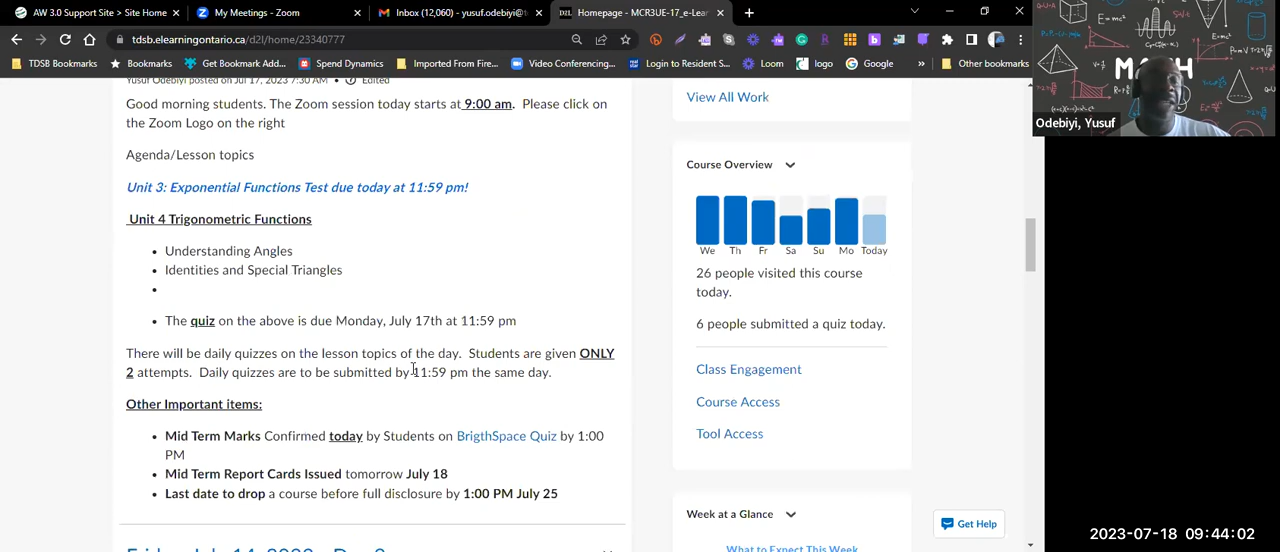 AW 3.0 Support Site > Site Home
My Meetings - Zoom
Inbox (12,060) - yusuf.odebiyi@t
Homepage - MCR3UE-17_e-Lear
tdsb.elearningontario.ca/d2l/home/23340777
TDSB Bookmarks
Bookmarks
Get Bookmark Add...
Spend Dynamics
Imported From Fire...
Video Conferencing...
Login to Resident S...
Loom
logo
Google
»
Other bookmarks
Yusuf Odebiyi posted on Jul 17, 2023 7:30 AM • Edited
Good morning students. The Zoom session today starts at 9:00 am. Please click on
the Zoom Logo on the right
Agenda/Lesson topics
Unit 3: Exponential Functions Test due today at 11:59 pm!
Unit 4 Trigonometric Functions
• Understanding Angles
• Identities and Special Triangles
•
• The quiz on the above is due Monday, July 17th at 11:59 pm
There will be daily quizzes on the lesson topics of the day. Students are given ONLY
2 attempts. Daily quizzes are to be submitted by 11:59 pm the same day.
Other Important items:
• Mid Term Marks Confirmed today by Students on BrigthSpace Quiz by 1:00
PM
• Mid Term Report Cards Issued tomorrow July 18
• Last date to drop a course before full disclosure by 1:00 PM July 25
View All Work
Course Overview
We Th Fr Sa Su Mo Today
26 people visited this course
today.
6 people submitted a quiz today.
Class Engagement
Course Access
Tool Access
Week at a Glance
What to Expect This Week
Get Help
E=mc²
MATH
Odebiyi, Yusuf
2023-07-18 09:44:02